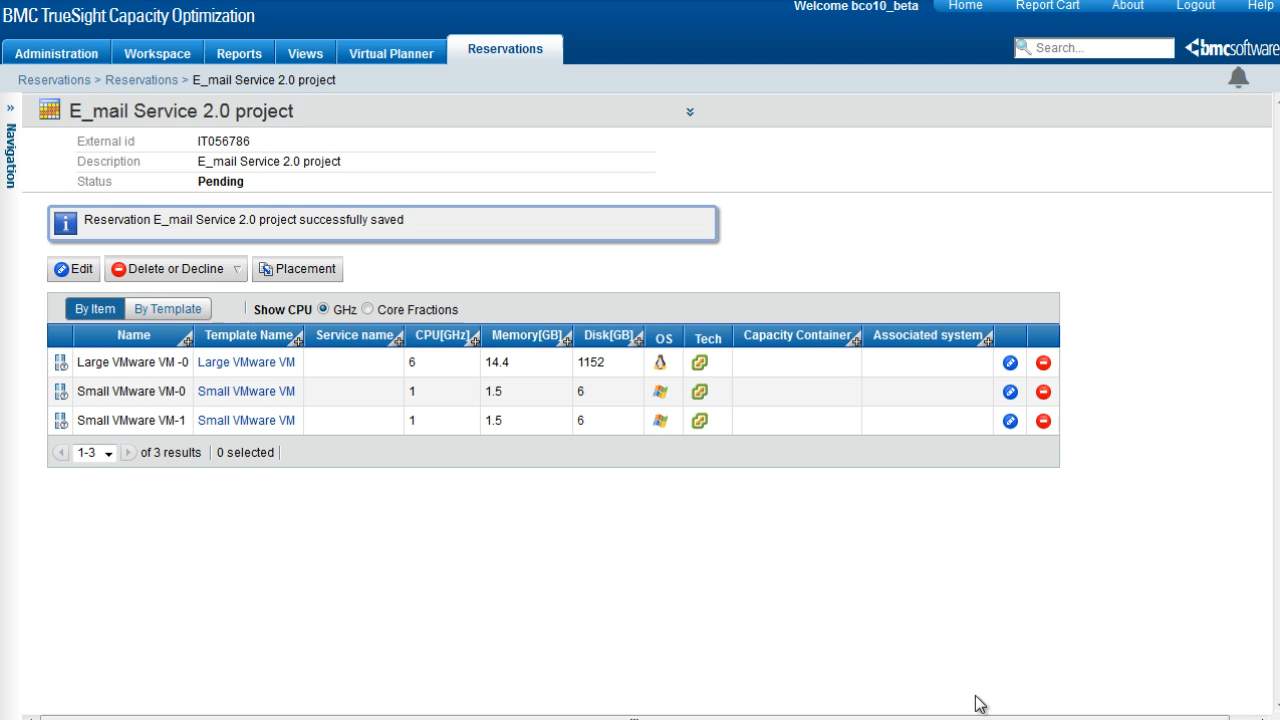 Welcome bco10_beta Home Report Cart About Logout Help
BMC TrueSight Capacity Optimization
Administration Workspace Reports Views Virtual Planner Reservations
Search... bmcsoftware
Reservations > Reservations > E_mail Service 2.0 project
» Navigation
E_mail Service 2.0 project
External id IT056786
Description E_mail Service 2.0 project
Status Pending
Reservation E_mail Service 2.0 project successfully saved
Edit Delete or Decline Placement
By Item By Template Show CPU GHz Core Fractions
Name Template Name Service name CPU[GHz] Memory[GB] Disk[GB] OS Tech Capacity Container Associated system
Large VMware VM -0 Large VMware VM 6 14.4 1152
Small VMware VM-0 Small VMware VM 1 1.5 6
Small VMware VM-1 Small VMware VM 1 1.5 6
1-3 of 3 results | 0 selected |